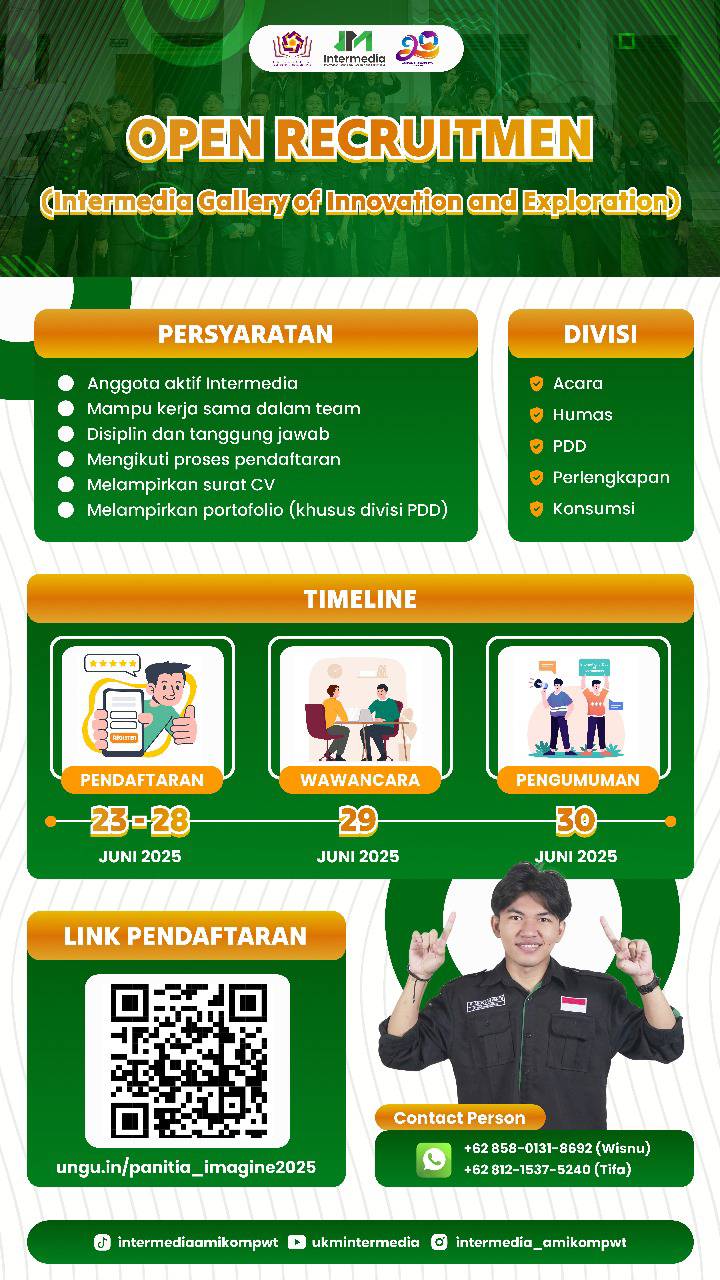 Intermedia
OPEN RECRUITMEN
(Intermedia Gallery of Innovation and Exploration)
PERSYARATAN
Anggota aktif Intermedia
Mampu kerja sama dalam team
Disiplin dan tanggung jawab
Mengikuti proses pendaftaran
Melampirkan surat CV
Melampirkan portofolio (khusus divisi PDD)
DIVISI
Acara
Humas
PDD
Perlengkapan
Konsumsi
TIMELINE
REGISTER
PENDAFTARAN
WAWANCARA
PENGUMUMAN
23 - 28
29
30
JUNI 2025
JUNI 2025
JUNI 2025
LINK PENDAFTARAN
ungu.in/panitia_imagine2025
Contact Person
+62 858-0131-8692 (Wisnu)
+62 812-1537-5240 (Tifa)
intermediaamikompwt
ukmintermedia
intermedia_amikompwt